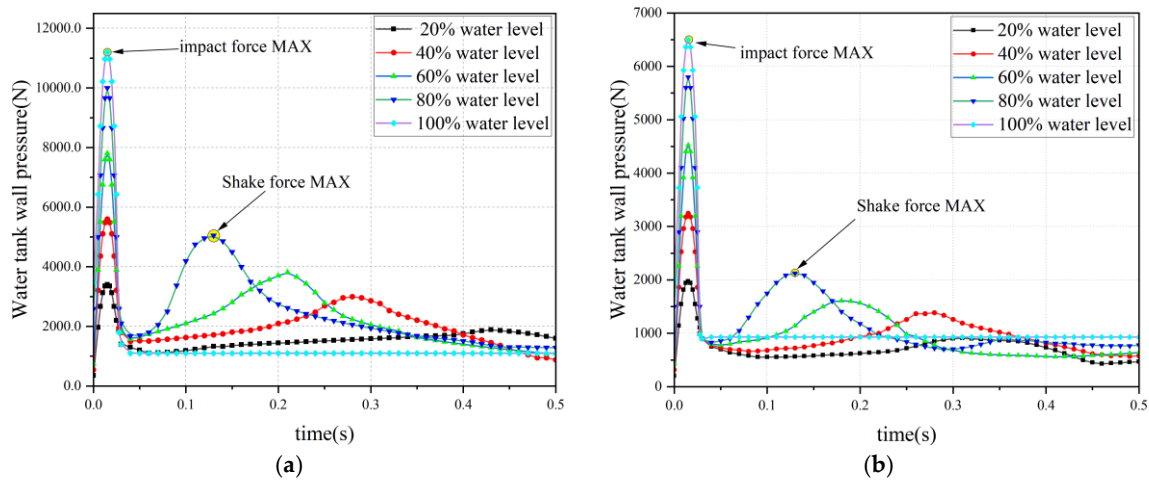 12000.0
10000.0
8000.0
6000.0
4000.0
2000.0
0.0
Water tank wall pressure(N)
impact force MAX
Shake force MAX
20% water level
40% water level
60% water level
80% water level
100% water level
0.0 0.1 0.2 0.3 0.4 0.5
time(s)
(a)
7000
6000
5000
4000
3000
2000
1000
0
Water tank wall pressure(N)
impact force MAX
Shake force MAX
20% water level
40% water level
60% water level
80% water level
100% water level
0.0 0.1 0.2 0.3 0.4 0.5
time(s)
(b)